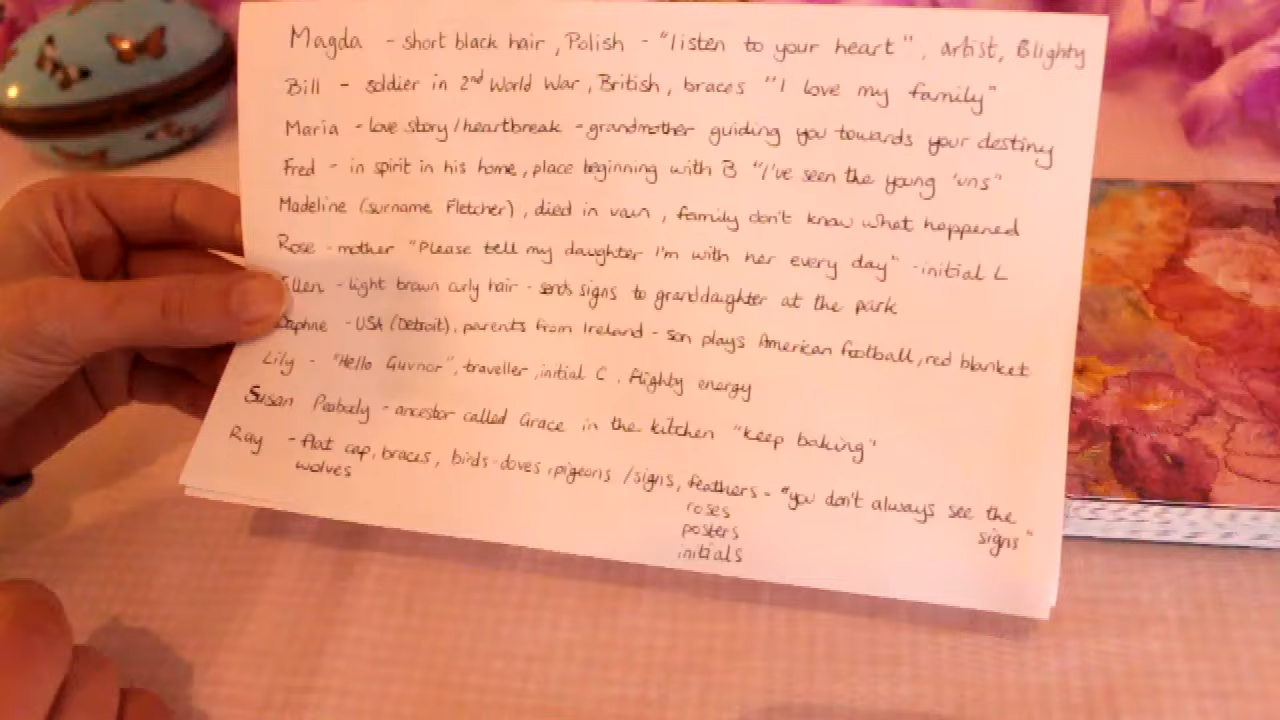 Magda - short black hair, Polish - "listen to your heart", artist, Blighty
Bill - soldier in 2nd World War, British, braces "I love my family"
Maria - love story/heartbreak - grandmother guiding you towards your destiny
Fred - in spirit in his home, place beginning with B "I've seen the young 'uns"
Madeline (surname Fletcher), died in vain, family don't know what happened
Rose - mother "Please tell my daughter I'm with her every day" - initial L
- light brown curly hair - sends signs to granddaughter at the park
Daphne - USA (Detroit), parents from Ireland - son plays American football, red blanket
Lily - "Hello Guvnor", traveller, initial C, flighty energy
Susan Peabody - ancestor called Grace in the kitchen "keep baking"
Ray - flat cap, braces, birds-doves, pigeons /signs, feathers - "you don't always see the
wolves roses signs"
posters
initials